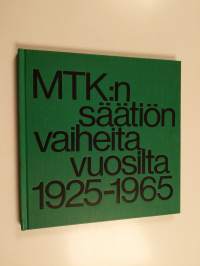 MTK:n
säätiön
vaiheita
vuosilta
1925-1965